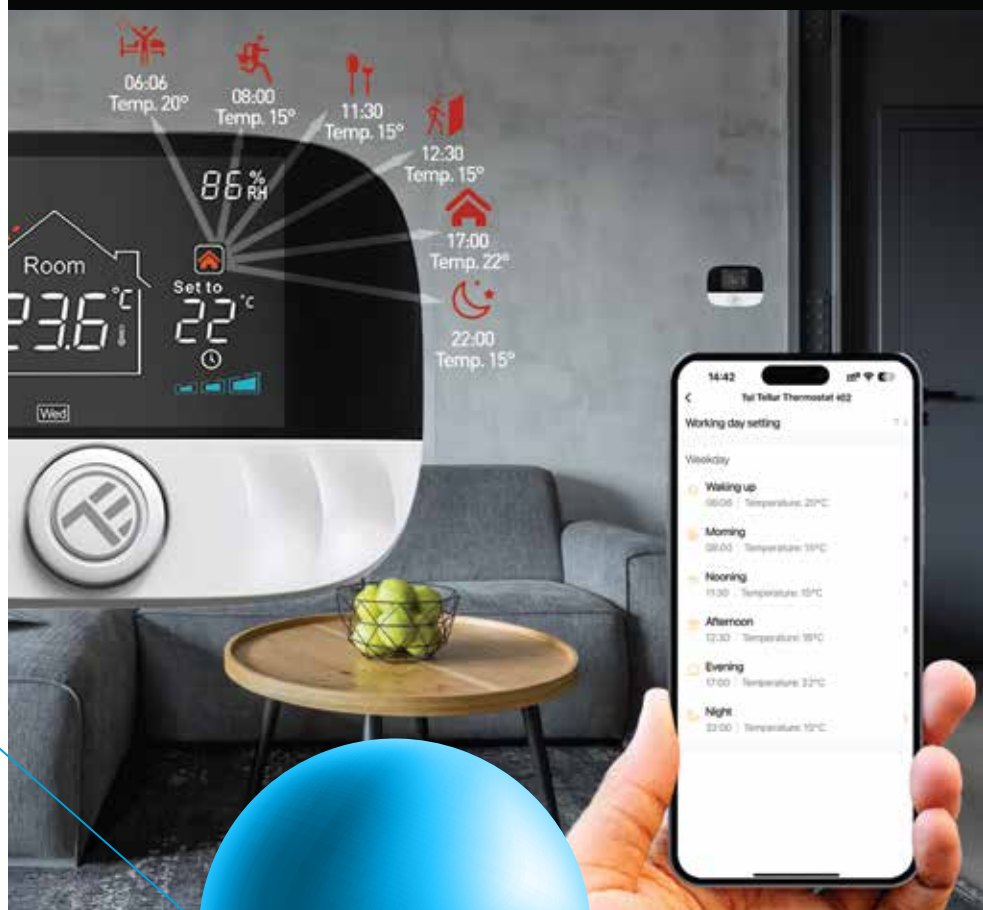 06:06
Temp. 20°
08:00
Temp. 15°
11:30
Temp. 15°
12:30
Temp. 15°
17:00
Temp. 22°
22:00
Temp. 15°
86 % RH
Room
23.6 °C
Set to
22 °C
Wed
14:42
Tellur Thermostat
Working day setting
Weekday
Waking up
06:06 Temperature: 20°C
Morning
08:00 Temperature: 15°C
Nooning
11:30 Temperature: 15°C
Afternoon
12:30 Temperature:
Evening
17:00 Temperature: 22°C
Night
22:00 Temperature: 15°C